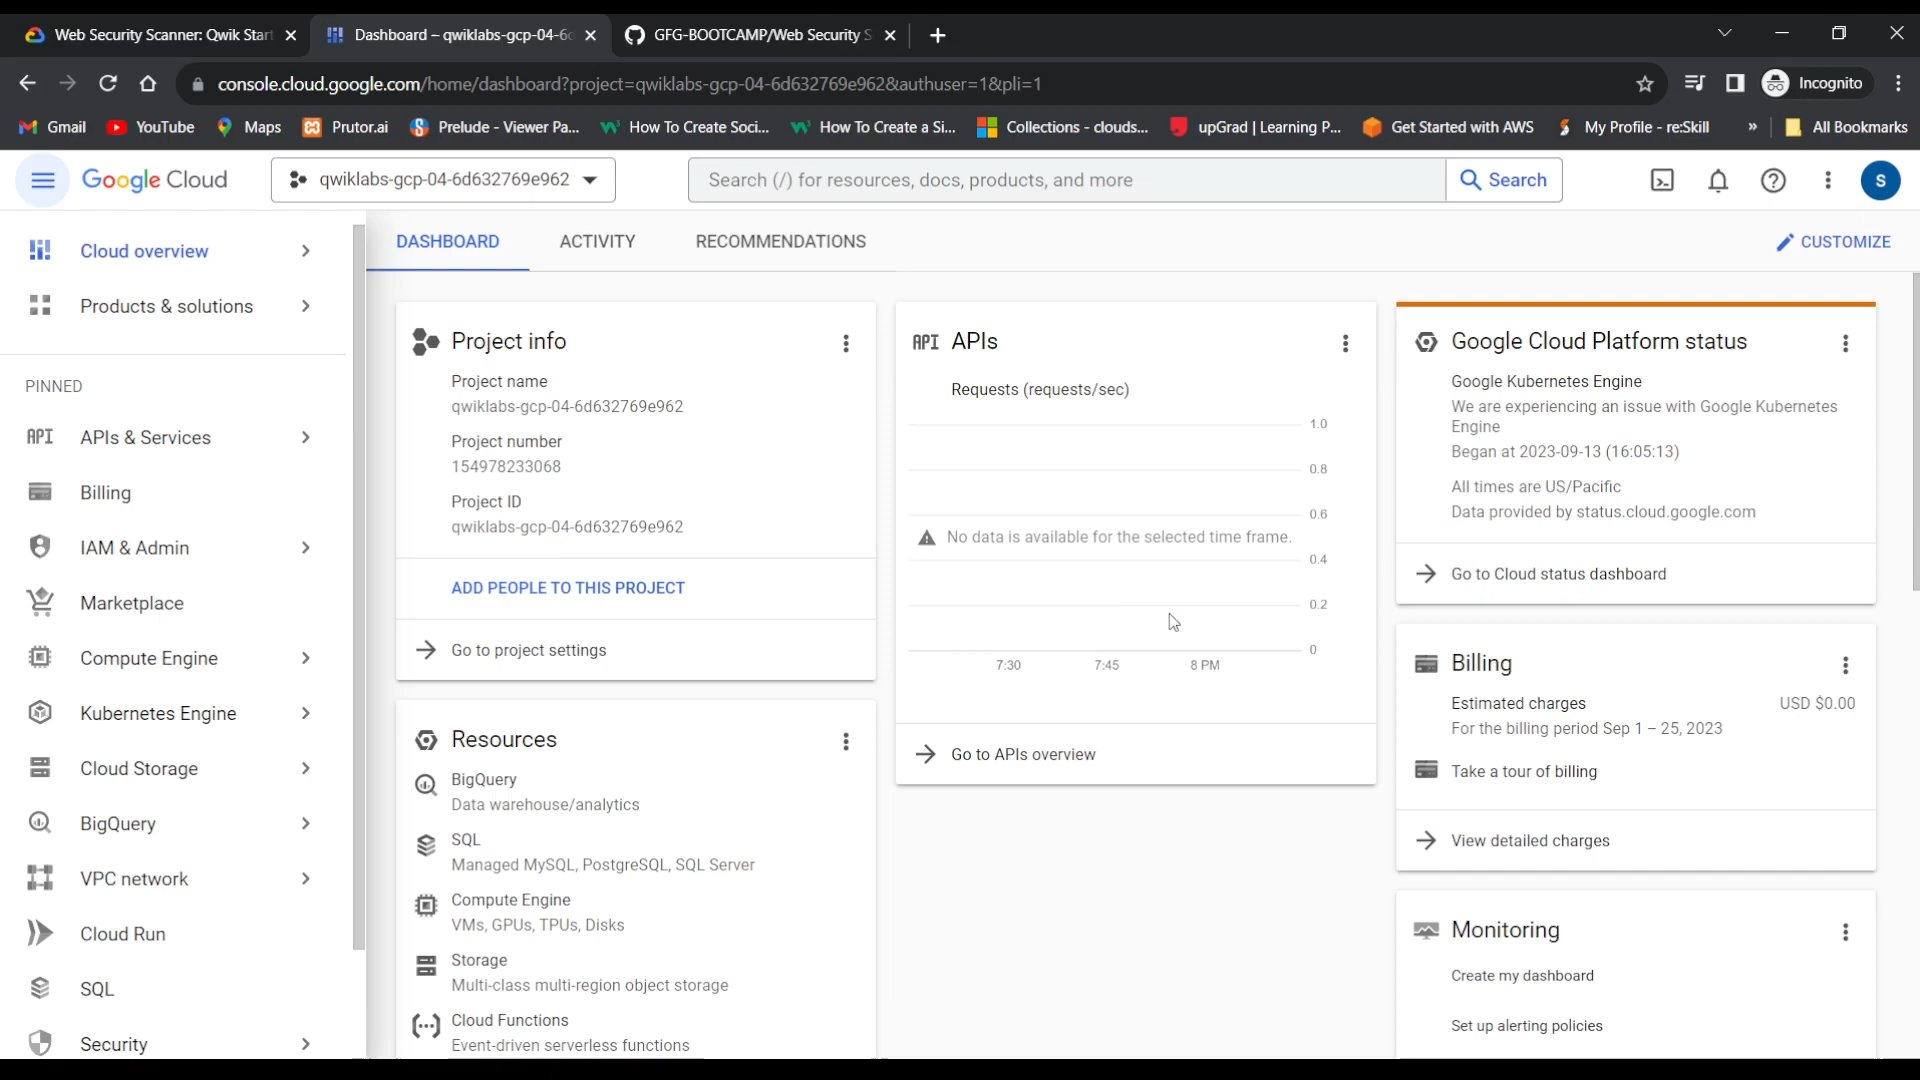 Web Security Scanner: Qwik Start
Dashboard – qwiklabs-gcp-04-6d
GFG-BOOTCAMP/Web Security S
console.cloud.google.com/home/dashboard?project=qwiklabs-gcp-04-6d632769e962&authuser=1&pli=1
Incognito
Gmail
YouTube
Maps
Prutor.ai
Prelude - Viewer Pa...
How To Create Soci...
How To Create a Si...
Collections - clouds...
upGrad | Learning P...
Get Started with AWS
My Profile - re:Skill
»
All Bookmarks
Google Cloud
qwiklabs-gcp-04-6d632769e962
Search (/) for resources, docs, products, and more
Search
S
Cloud overview
Products & solutions
PINNED
API APIs & Services
Billing
IAM & Admin
Marketplace
Compute Engine
Kubernetes Engine
Cloud Storage
BigQuery
VPC network
Cloud Run
SQL
Security
DASHBOARD
ACTIVITY
RECOMMENDATIONS
CUSTOMIZE
Project info
Project name
qwiklabs-gcp-04-6d632769e962
Project number
154978233068
Project ID
qwiklabs-gcp-04-6d632769e962
ADD PEOPLE TO THIS PROJECT
Go to project settings
Resources
BigQuery
Data warehouse/analytics
SQL
Managed MySQL, PostgreSQL, SQL Server
Compute Engine
VMs, GPUs, TPUs, Disks
Storage
Multi-class multi-region object storage
Cloud Functions
Event-driven serverless functions
API APIs
Requests (requests/sec)
1.0
0.8
0.6
No data is available for the selected time frame.
0.4
0.2
0
7:30
7:45
8 PM
Go to APIs overview
Google Cloud Platform status
Google Kubernetes Engine
We are experiencing an issue with Google Kubernetes
Engine
Began at 2023-09-13 (16:05:13)
All times are US/Pacific
Data provided by status.cloud.google.com
Go to Cloud status dashboard
Billing
Estimated charges
USD $0.00
For the billing period Sep 1 – 25, 2023
Take a tour of billing
View detailed charges
Monitoring
Create my dashboard
Set up alerting policies